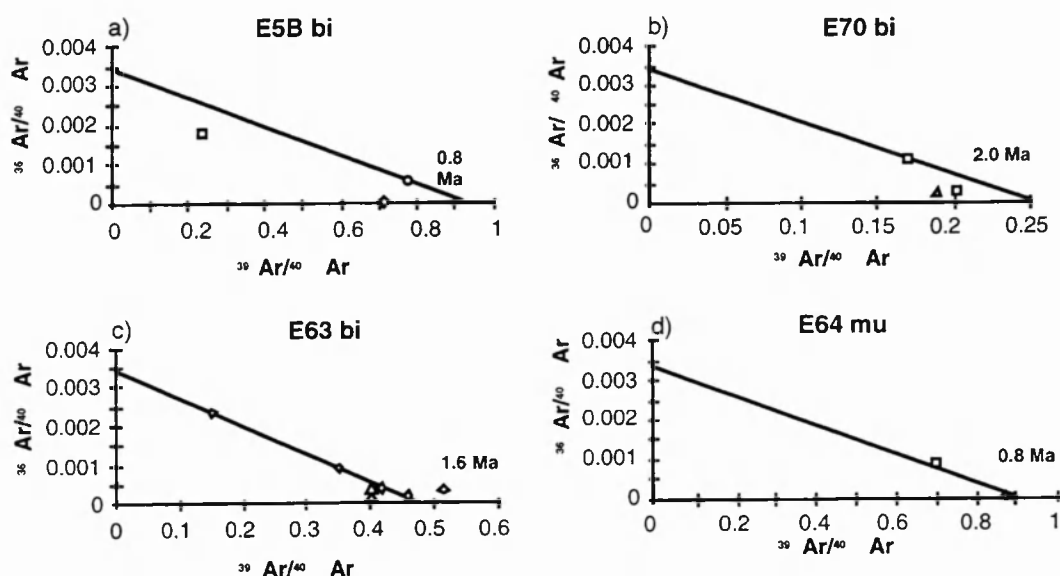 a) E5B bi
0.004
0.003
0.002
0.001
0
36 Ar/40 Ar
0.8
Ma
0 0.2 0.4 0.6 0.8 1
39 Ar/40 Ar
b) E70 bi
0.004
0.003
0.002
0.001
0
36 Ar/ 40 Ar
2.0 Ma
0 0.05 0.1 0.15 0.2 0.25
39 Ar/40 Ar
c) E63 bi
0.004
0.003
0.002
0.001
0
36 Ar/40 Ar
1.6 Ma
0 0.1 0.2 0.3 0.4 0.5 0.6
39 Ar/40 Ar
d) E64 mu
0.004
0.003
0.002
0.001
0
36 Ar/40 Ar
0.8 Ma
0 0.2 0.4 0.6 0.8 1
39 Ar/40 Ar